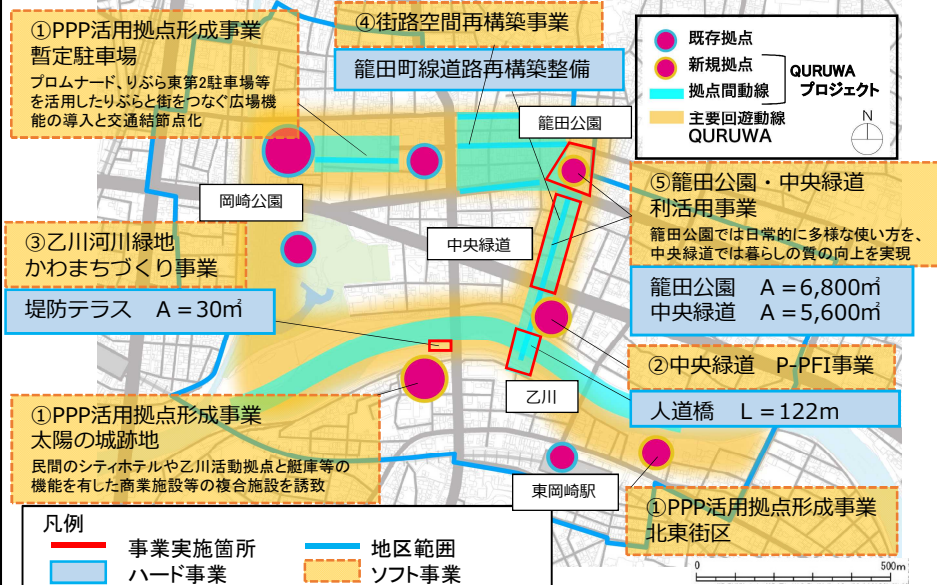 ①PPP活用拠点形成事業
暫定駐車場
プロムナード、りぶら東第2駐車場等
を活用したりぶらと街をつなぐ広場機
能の導入と交通結節点化
④街路空間再構築事業
籠田町線道路再構築整備
既存拠点
新規拠点
拠点間動線
QURUWA
プロジェクト
主要回遊動線
QURUWA
N
籠田公園
岡崎公園
中央緑道
⑤籠田公園・中央緑道
利活用事業
籠田公園では日常的に多様な使い方を、
中央緑道では暮らしの質の向上を実現
籠田公園 A=6,800㎡
中央緑道 A=5,600㎡
③乙川河川緑地
かわまちづくり事業
堤防テラス A=30㎡
②中央緑道 P-PFI事業
人道橋 L=122m
乙川
①PPP活用拠点形成事業
太陽の城跡地
民間のシティホテルや乙川活動拠点と艇庫等の
機能を有した商業施設等の複合施設を誘致
東岡崎駅
①PPP活用拠点形成事業
北東街区
凡例
事業実施箇所
地区範囲
ハード事業
ソフト事業
0
500m